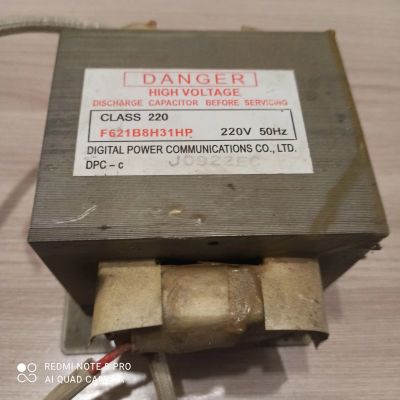 DANGER
HIGH VOLTAGE
DISCHARGE CAPACITOR BEFORE SERVICING
CLASS 220
F621B8H31HP 220V 50Hz
DIGITAL POWER COMMUNICATIONS CO., LTD.
DPC-c J0922EC
REDMI NOTE 8 PRO
AI QUAD CAMERA